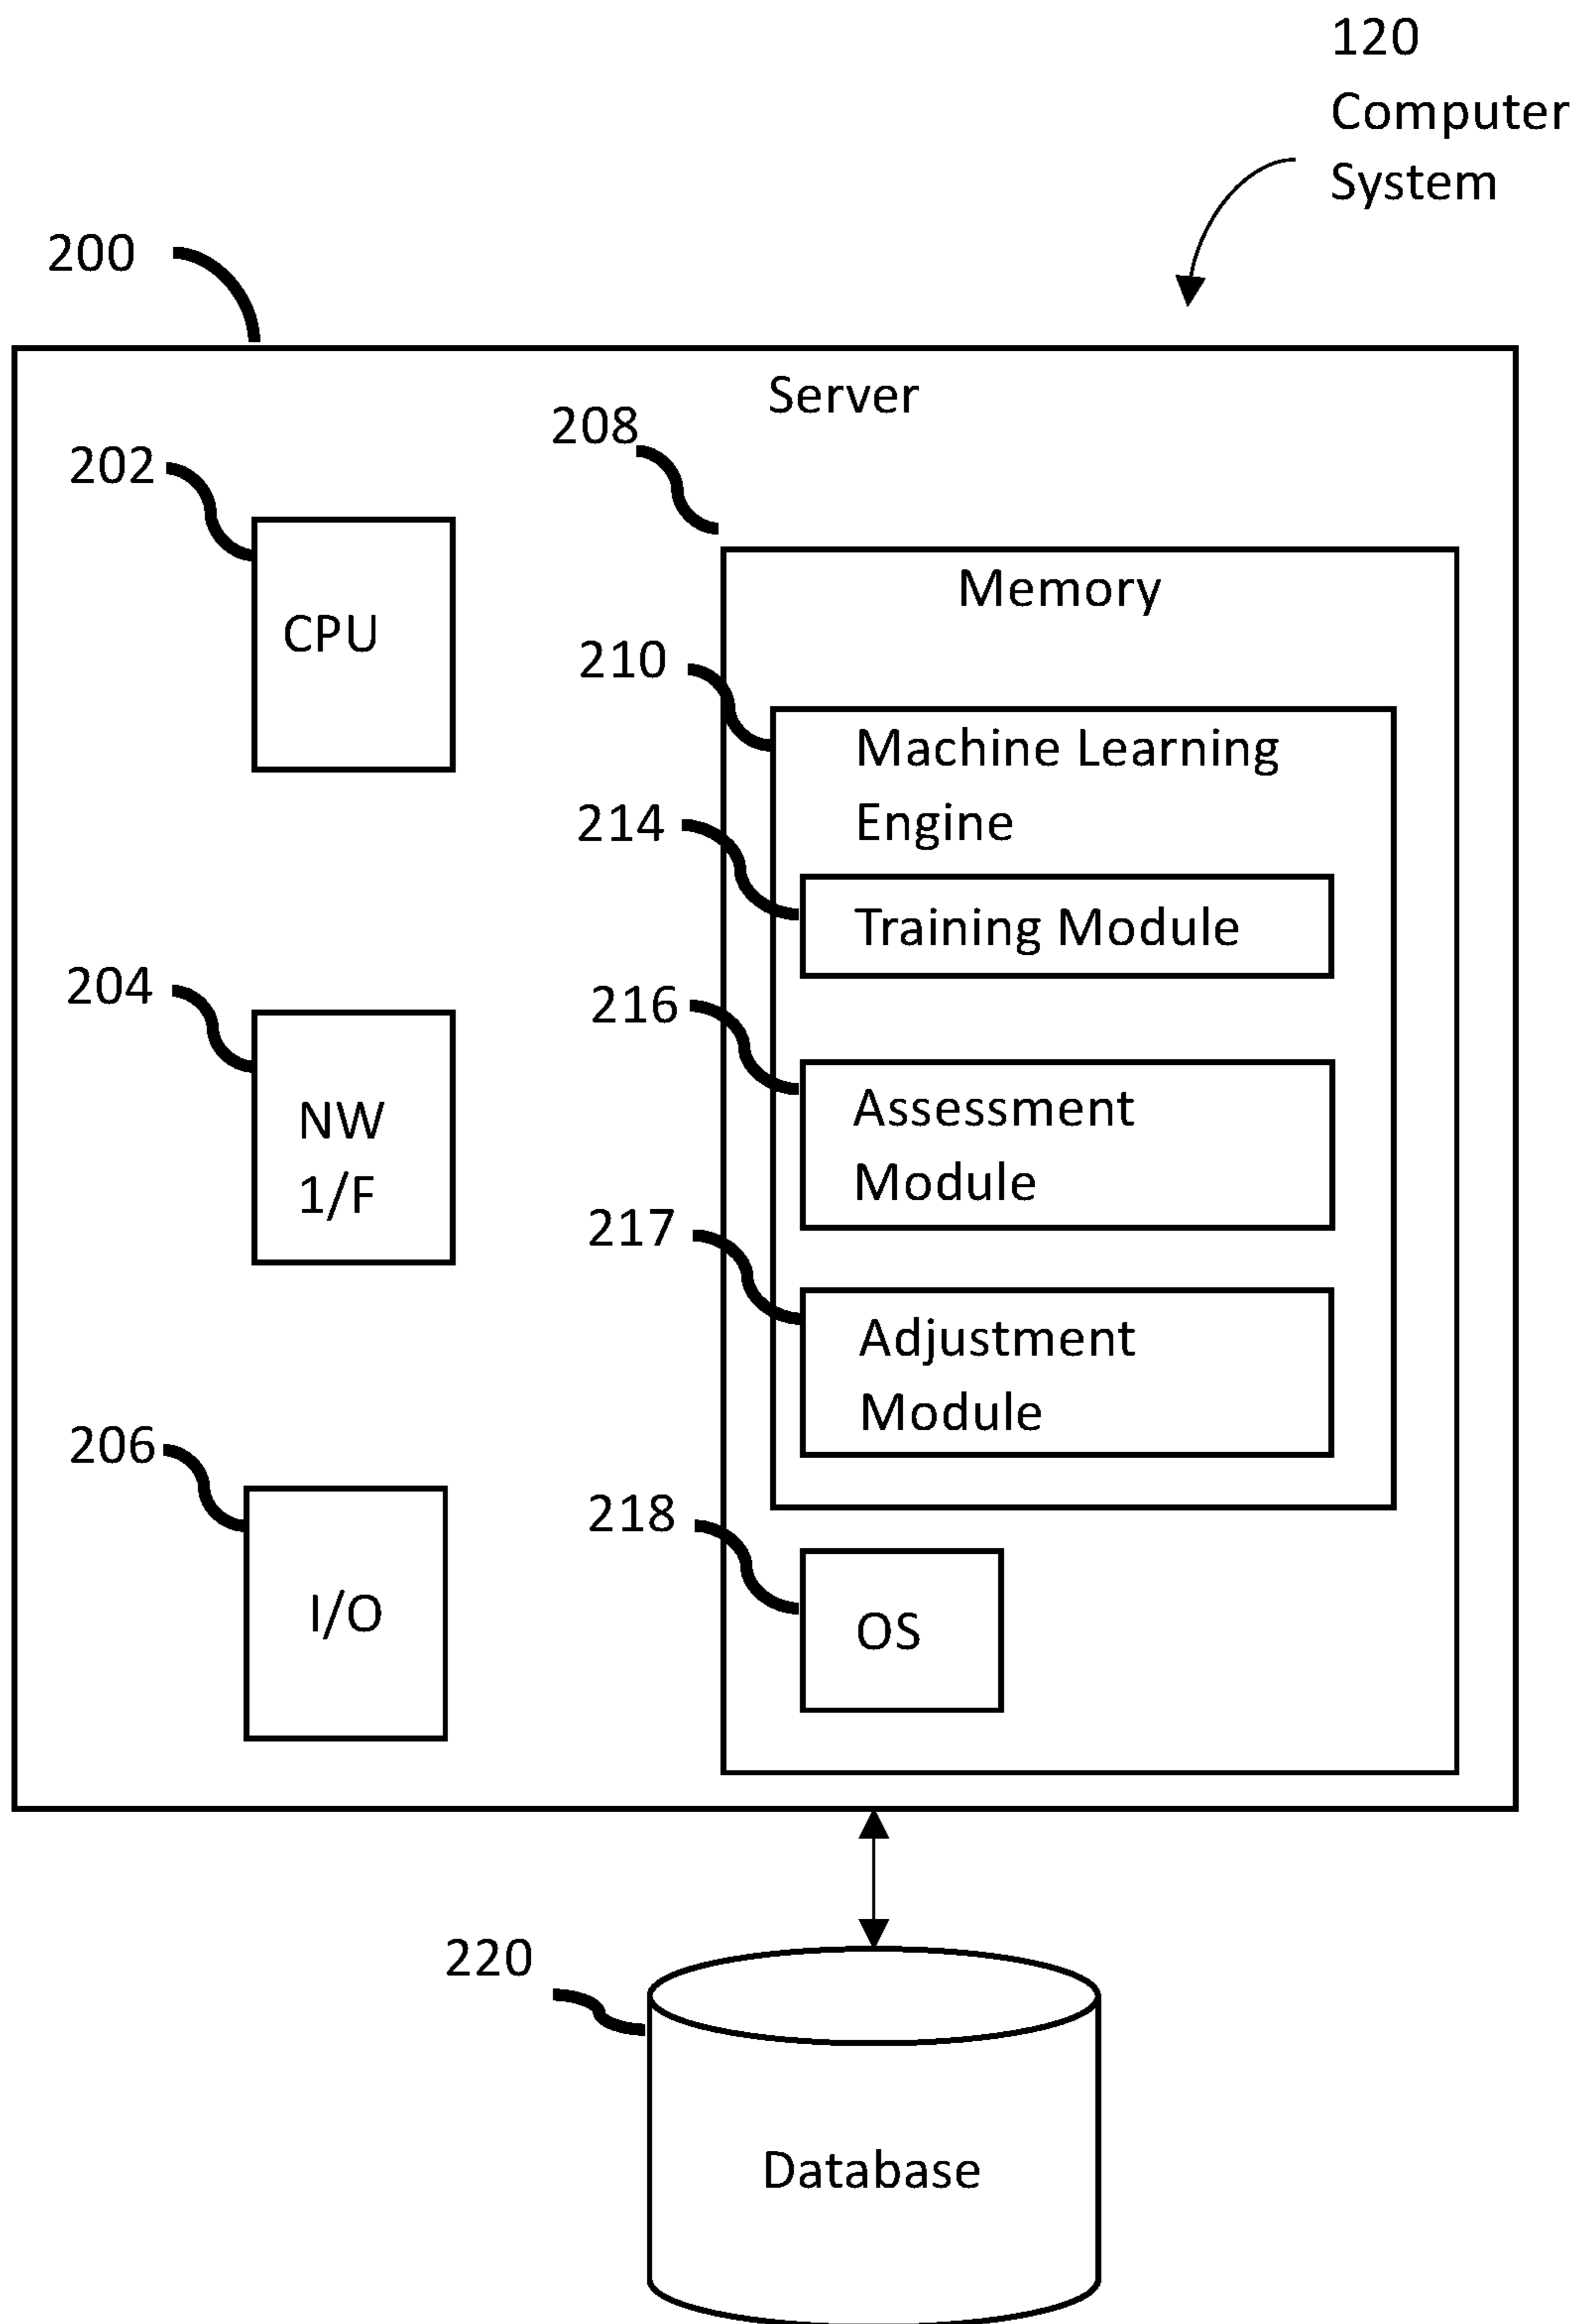 120
Computer
System
200
Server
208
202
CPU
Memory
210
Machine Learning
Engine
214
Training Module
204
NW
1/F
216
Assessment
Module
217
Adjustment
Module
206
I/O
218
OS
220
Database